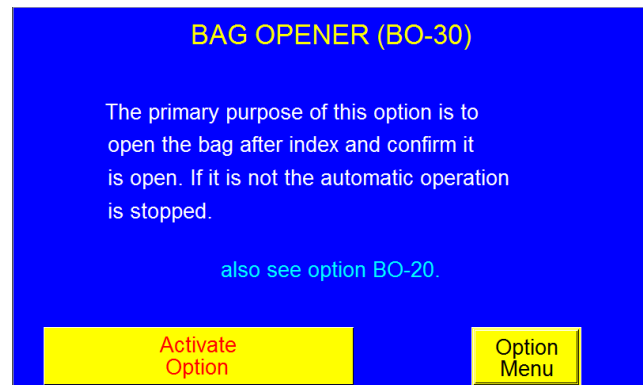 BAG OPENER (BO-30)
The primary purpose of this option is to
open the bag after index and confirm it
is open. If it is not the automatic operation
is stopped.
also see option BO-20.
Activate
Option
Option
Menu